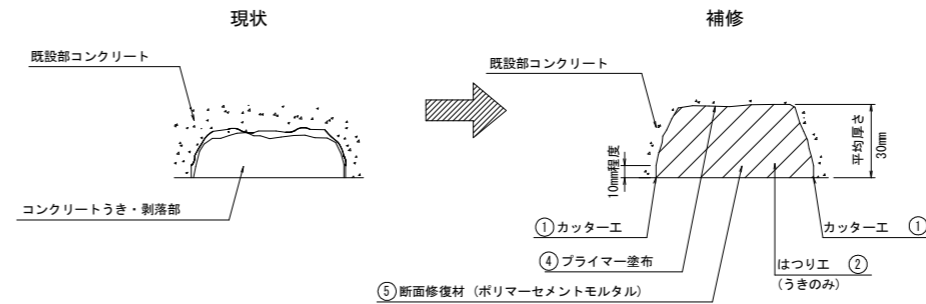 現状
補修
既設部コンクリート
既設部コンクリート
コンクリートうき・剥落部
10mm程度
平均厚さ
30mm
①カッター工
カッター工 ①
④プライマー塗布
はつり工 ②
(うきのみ)
⑤断面修復材 (ポリマーセメントモルタル)